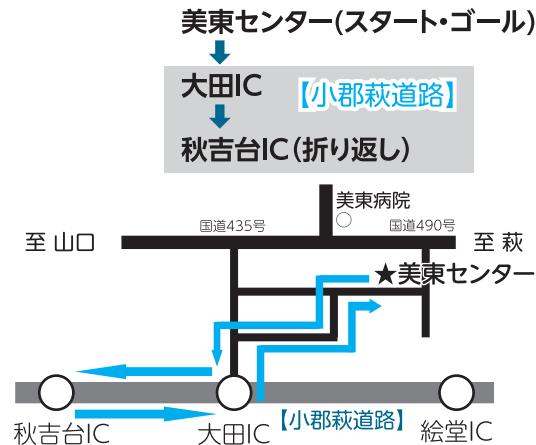 美東センター(スタート・ゴール)
大田IC
【小郡萩道路】
秋吉台IC(折り返し)
美東病院
国道435号
国道490号
至 山口
至 萩
★美東センター
秋吉台IC
大田IC
【小郡萩道路】
絵堂IC